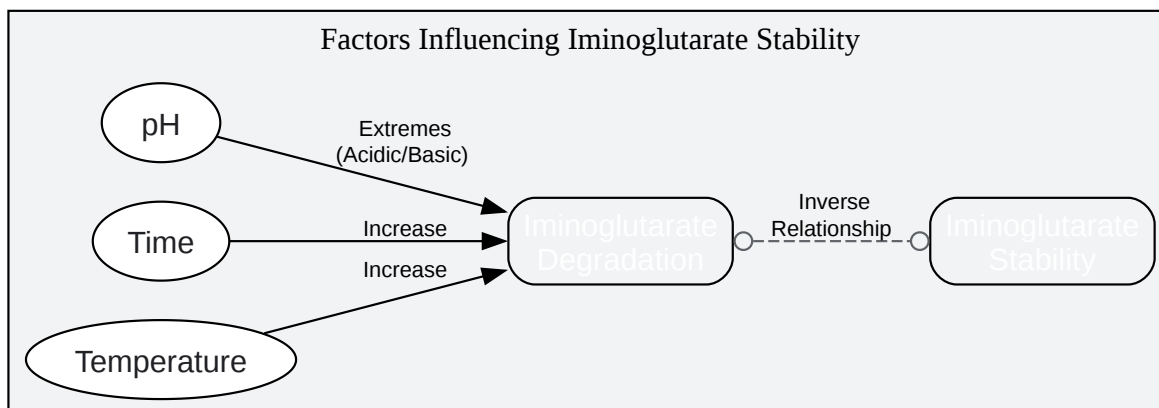 Factors Influencing Iminoglutarate Stability
pH
Extremes
(Acidic/Basic)
Time
Increase
Increase
Temperature
Iminoglutarate
Degradation
Inverse
Relationship
Iminoglutarate
Stability